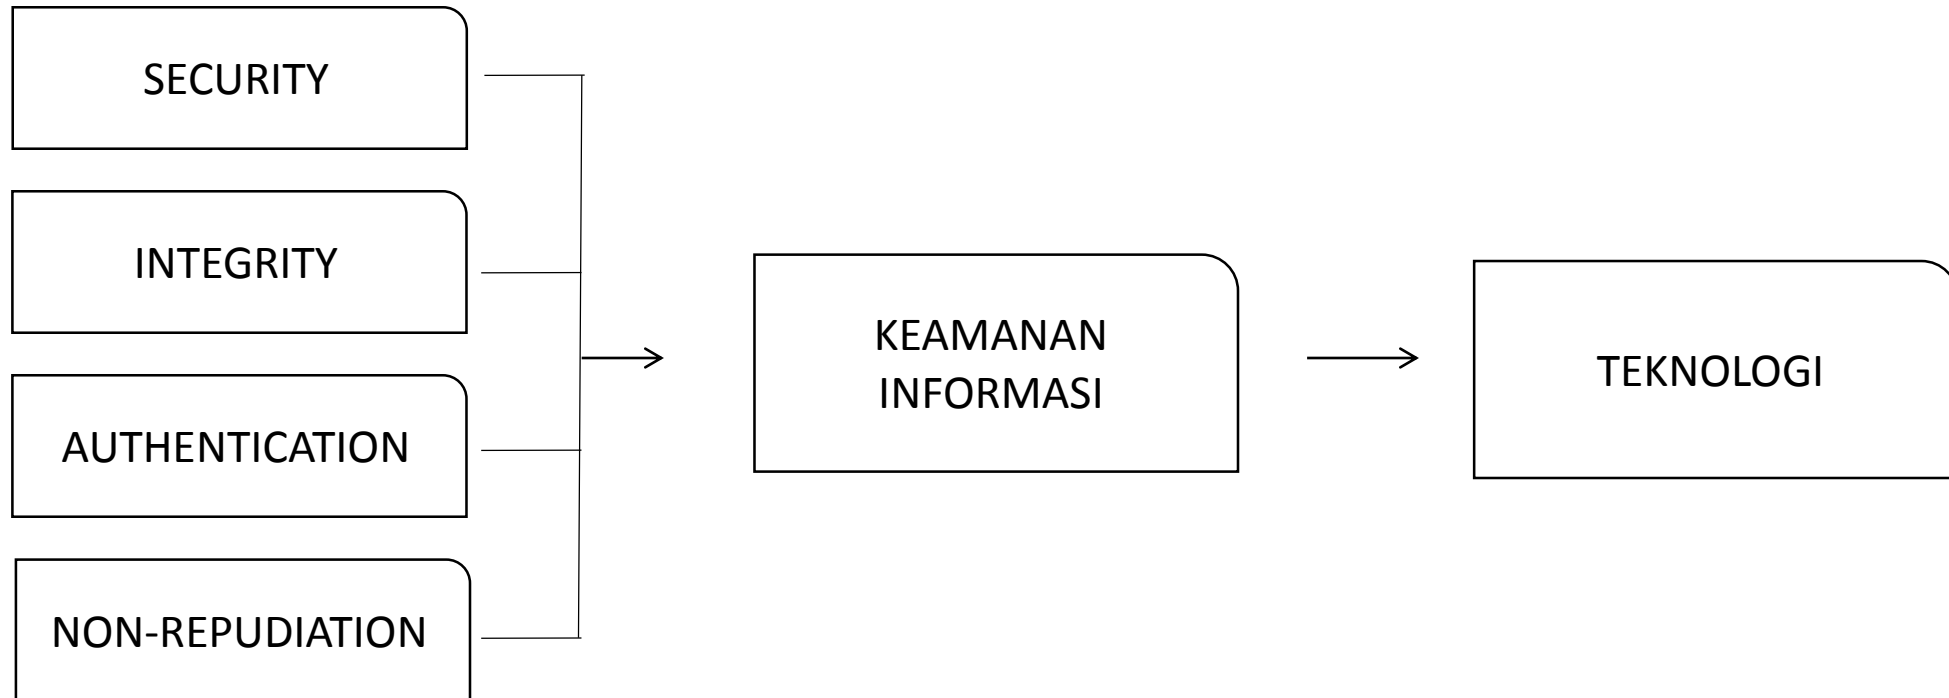 SECURITY
INTEGRITY
AUTHENTICATION
NON-REPUDIATION
KEAMANAN
INFORMASI
TEKNOLOGI